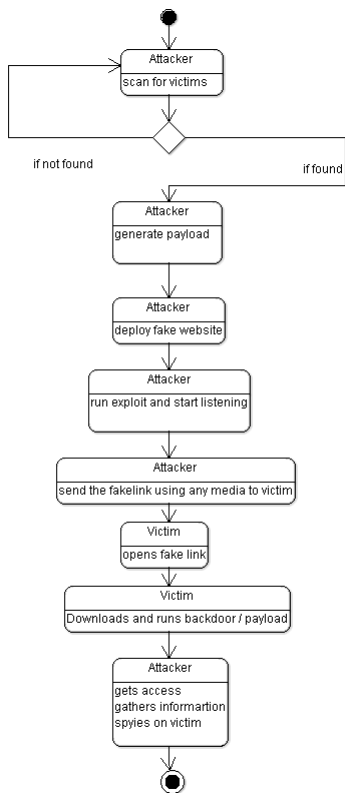 Attacker
scan for victims
if not found
if found
Attacker
generate payload
Attacker
deploy fake website
Attacker
run exploit and start listening
Attacker
send the fakelink using any media to victim
Victim
opens fake link
Victim
Downloads and runs backdoor / payload
Attacker
gets access
gathers informartion
spyies on victim